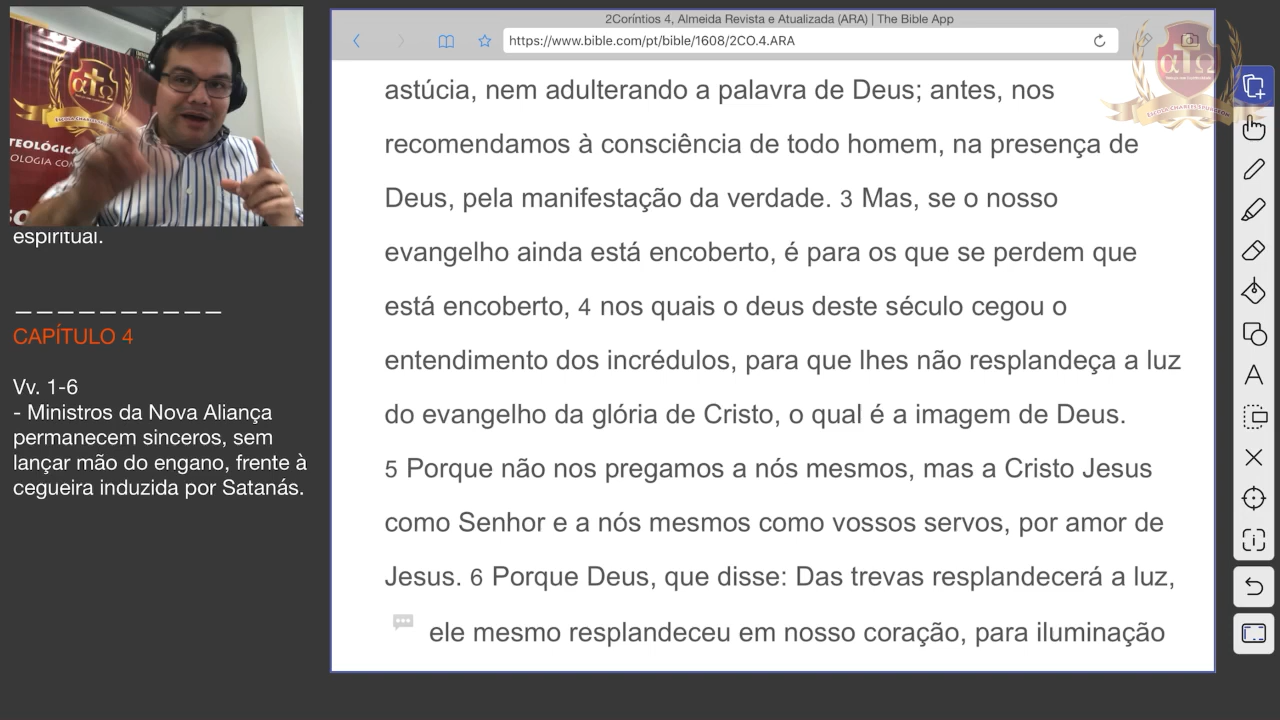 2Coríntios 4, Almeida Revista e Atualizada (ARA) | The Bible App
https://www.bible.com/pt/bible/1608/2CO.4.ARA
astúcia, nem adulterando a palavra de Deus; antes, nos
recomendamos à consciência de todo homem, na presença de
Deus, pela manifestação da verdade. 3 Mas, se o nosso
evangelho ainda está encoberto, é para os que se perdem que
está encoberto, 4 nos quais o deus deste século cegou o
entendimento dos incrédulos, para que lhes não resplandeça a luz
do evangelho da glória de Cristo, o qual é a imagem de Deus.
5 Porque não nos pregamos a nós mesmos, mas a Cristo Jesus
como Senhor e a nós mesmos como vossos servos, por amor de
Jesus. 6 Porque Deus, que disse: Das trevas resplandecerá a luz,
ele mesmo resplandeceu em nosso coração, para iluminação
TEOLÓGICA
OLOGIA CO
espiritual.
__________
CAPÍTULO 4
Vv. 1-6
- Ministros da Nova Aliança
permanecem sinceros, sem
lançar mão do engano, frente à
cegueira induzida por Satanás.
α Ω
ESCOLA CHARLES SPURGEON
A